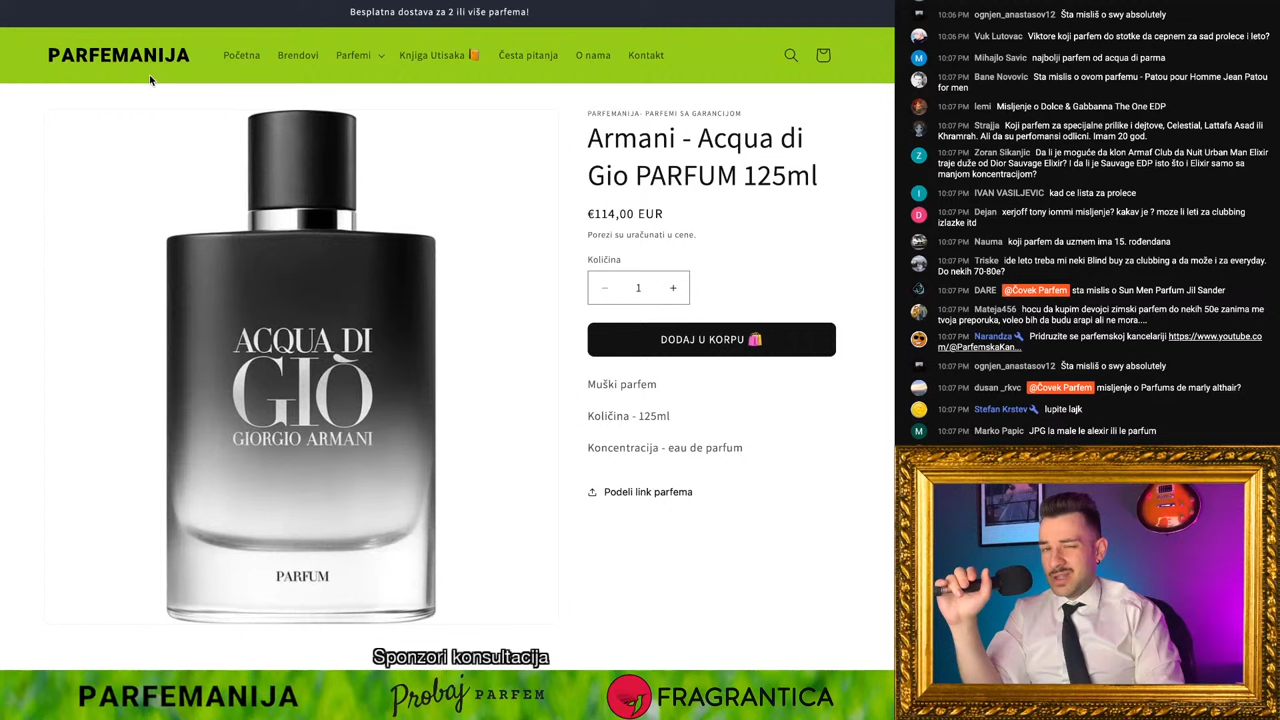 Besplatna dostava za 2 ili više parfema!
PARFEMANIJA
Početna
Brendovi
Parfemi
Knjiga Utisaka
Česta pitanja
O nama
Kontakt
PARFEMANIJA- PARFEMI SA GARANCIJOM
Armani - Acqua di
Gio PARFUM 125ml
€114,00 EUR
Porezi su uračunati u cene.
Količina
− 1 +
DODAJ U KORPU
Muški parfem
Količina - 125ml
Koncentracija - eau de parfum
Podeli link parfema
ACQUA DI
GIÒ
GIORGIO ARMANI
PARFUM
Sponzori konsultacija
PARFEMANIJA
Probaj PARFEM
FRAGRANTICA
10:06 PM ognjen_anastasov12 Šta misliš o swy absolutely
10:06 PM Vuk Lutovac Viktore koji parfem do stotke da cepnem za sad prolece i leto?
10:07 PM Mihajlo Savic najbolji parfem od acqua di parma
10:07 PM Bane Novovic Sta mislis o ovom parfemu - Patou pour Homme Jean Patou
for men
10:07 PM lemi Misljenje o Dolce & Gabbanna The One EDP
10:07 PM Strajja Koji parfem za specijalne prilike i dejtove, Celestial, Lattafa Asad ili
Khramrah. Ali da su perfomansi odlicni. Imam 20 god.
10:07 PM Zoran Sikanjic Da li je moguće da klon Armaf Club da Nuit Urban Man Elixir
traje duže od Dior Sauvage Elixir? I da li je Sauvage EDP isto što i Elixir samo sa
manjom koncentracijom?
10:07 PM IVAN VASILJEVIC kad ce lista za prolece
10:07 PM Dejan xerjoff tony iommi misljenje? kakav je ? moze li leti za clubbing
izlazke itd
10:07 PM Nauma koji parfem da uzmem ima 15. rođendana
10:07 PM Triske ide leto treba mi neki Blind buy za clubbing a da može i za everyday.
Do nekih 70-80e?
10:07 PM DARE @Čovek Parfem sta mislis o Sun Men Parfum Jil Sander
10:07 PM Mateja456 hocu da kupim devojci zimski parfem do nekih 50e zanima me
tvoja preporuka, voleo bih da budu arapi ali ne mora....
10:07 PM Narandza Pridruzite se parfemskoj kancelariji https://www.youtube.co
m/@ParfemskaKan...
10:07 PM ognjen_anastasov12 Šta misliš o swy absolutely
10:07 PM dusan _rkvc @Čovek Parfem misljenje o Parfums de marly althair?
10:07 PM Stefan Krstev lupite lajk
10:07 PM Marko Papic JPG la male le alexir ili le parfum
Z
I
D
M
M